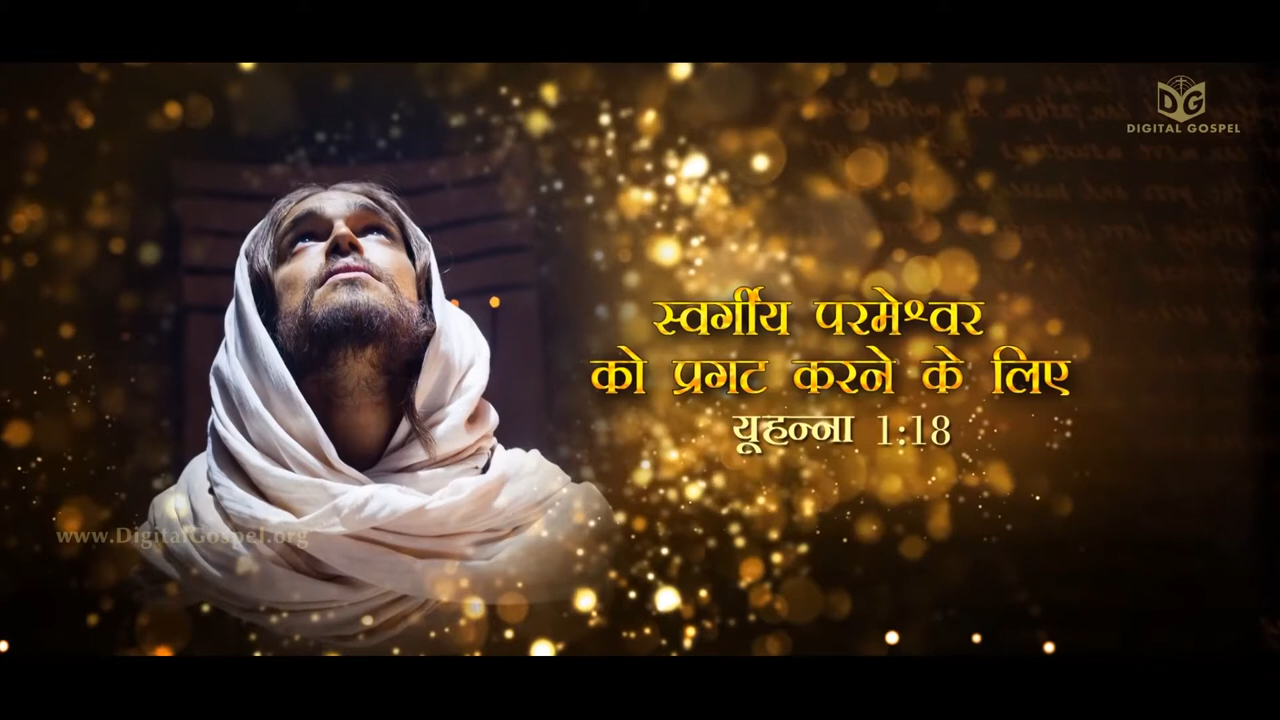 DG
DIGITAL GOSPEL
स्वर्गीय परमेश्वर
को प्रगट करने के लिए
यूहन्ना 1:18
www.DigitalGospel.org